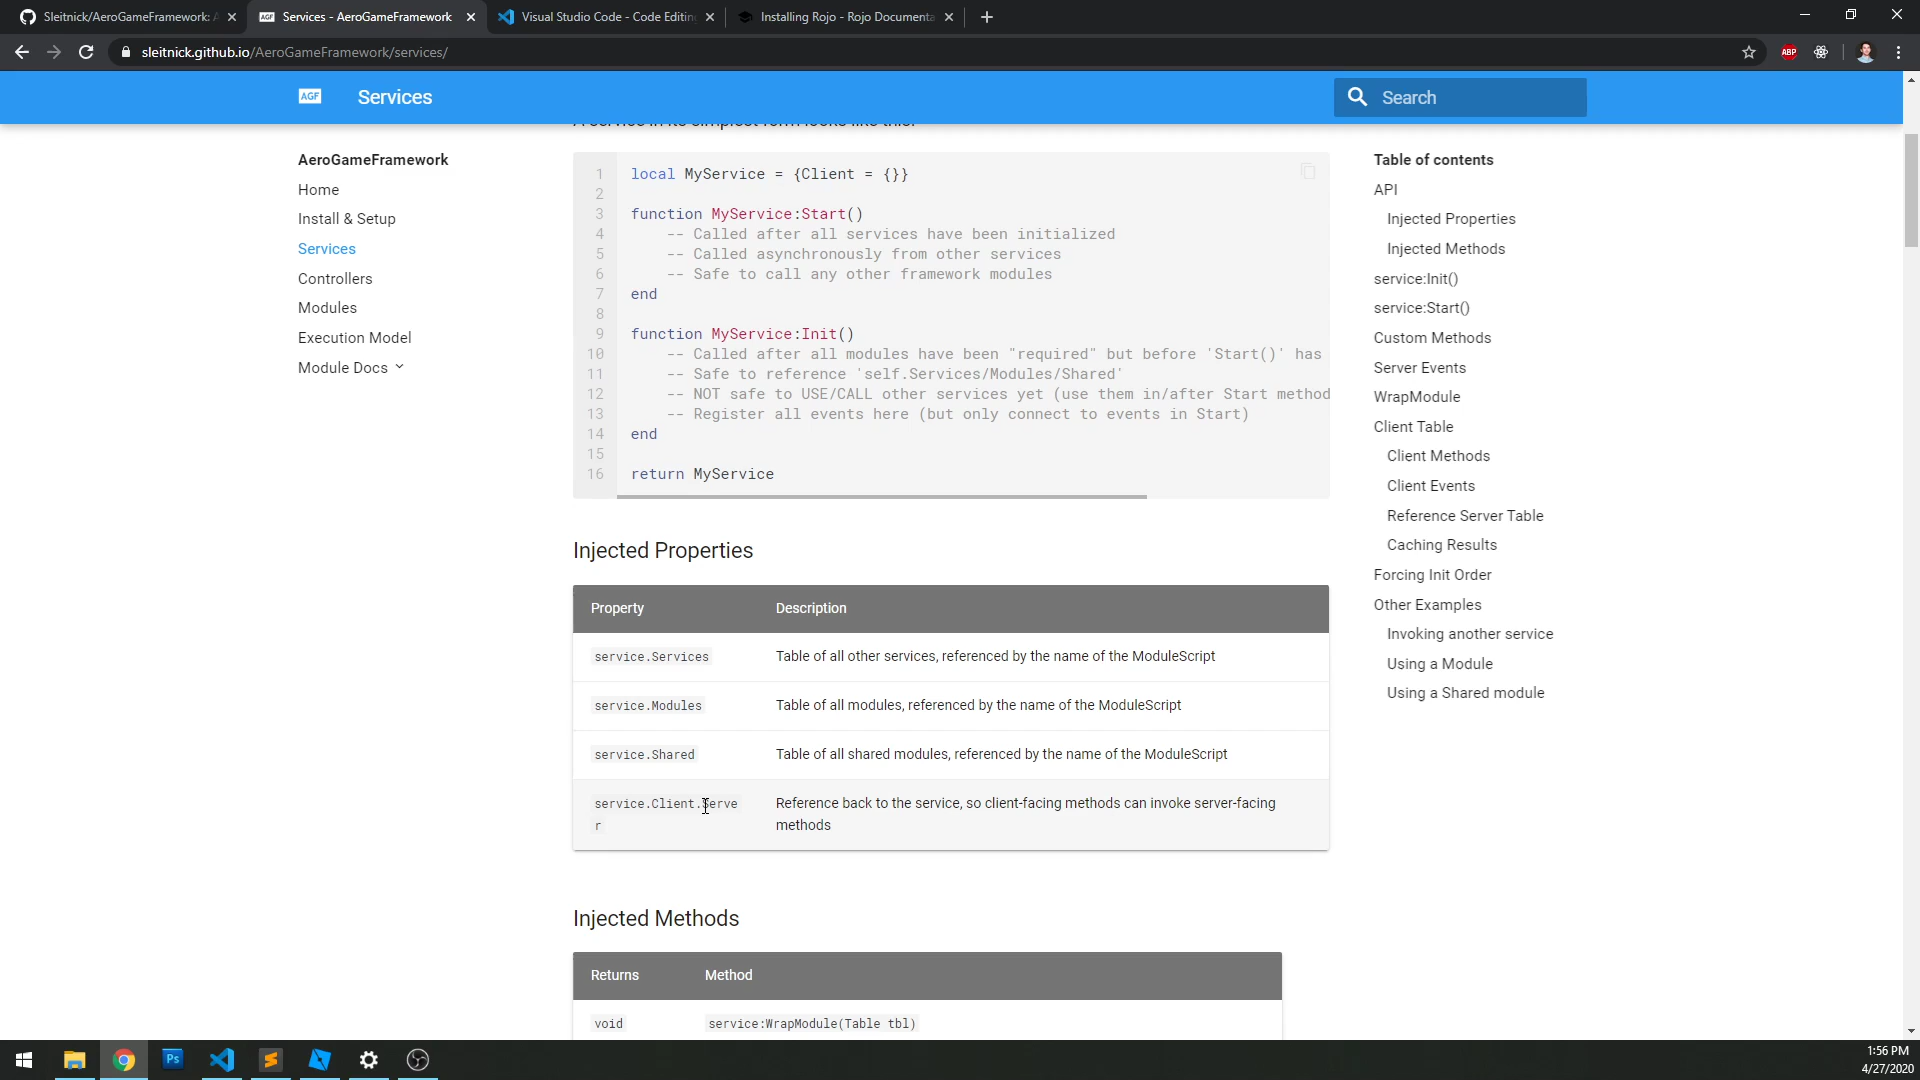 Sleitnick/AeroGameFramework: A
Services - AeroGameFramework
Visual Studio Code - Code Editin
Installing Rojo - Rojo Documenta
sleitnick.github.io/AeroGameFramework/services/
ABP
AGF
Services
Search
A service in its simplest form looks like this:
AeroGameFramework
Home
Install & Setup
Services
Controllers
Modules
Execution Model
Module Docs
1 local MyService = {Client = {}}
2
3 function MyService:Start()
4 -- Called after all services have been initialized
5 -- Called asynchronously from other services
6 -- Safe to call any other framework modules
7 end
8
9 function MyService:Init()
10 -- Called after all modules have been "required" but before 'Start()' has
11 -- Safe to reference 'self.Services/Modules/Shared'
12 -- NOT safe to USE/CALL other services yet (use them in/after Start method
13 -- Register all events here (but only connect to events in Start)
14 end
15
16 return MyService
Injected Properties
Property Description
service.Services Table of all other services, referenced by the name of the ModuleScript
service.Modules Table of all modules, referenced by the name of the ModuleScript
service.Shared Table of all shared modules, referenced by the name of the ModuleScript
service.Client.Serve Reference back to the service, so client-facing methods can invoke server-facing
r methods
Injected Methods
Returns Method
void service:WrapModule(Table tbl)
Table of contents
API
Injected Properties
Injected Methods
service:Init()
service:Start()
Custom Methods
Server Events
WrapModule
Client Table
Client Methods
Client Events
Reference Server Table
Caching Results
Forcing Init Order
Other Examples
Invoking another service
Using a Module
Using a Shared module
Ps
1:56 PM
4/27/2020